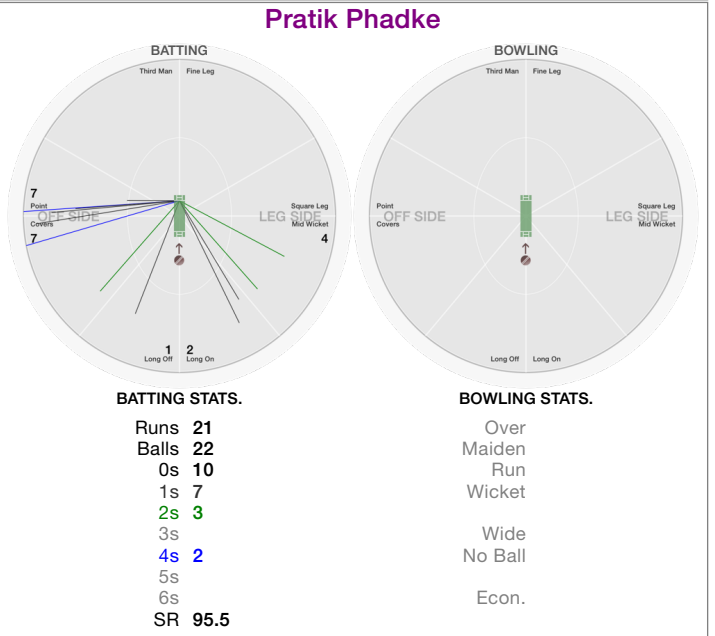 Pratik Phadke
BATTING
BOWLING
Third Man Fine Leg
Third Man Fine Leg
7
Point
OFF SIDE
Covers
7
Square Leg
LEG SIDE
Mid Wicket
4
1 2
Long Off Long On
Point
OFF SIDE
Covers
Square Leg
LEG SIDE
Mid Wicket
Long Off Long On
BATTING STATS.
Runs 21
Balls 22
0s 10
1s 7
2s 3
3s
4s 2
5s
6s
SR 95.5
BOWLING STATS.
Over
Maiden
Run
Wicket
Wide
No Ball
Econ.